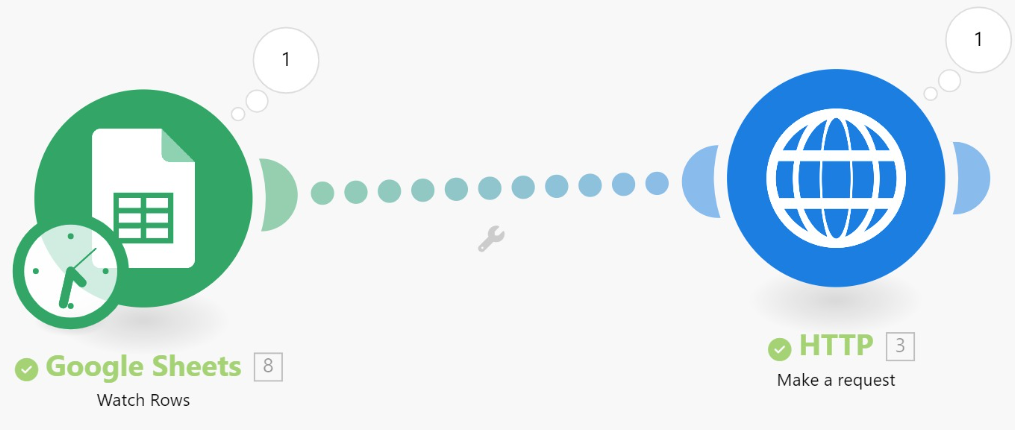 1
1
Google Sheets 8
Watch Rows
HTTP 3
Make a request